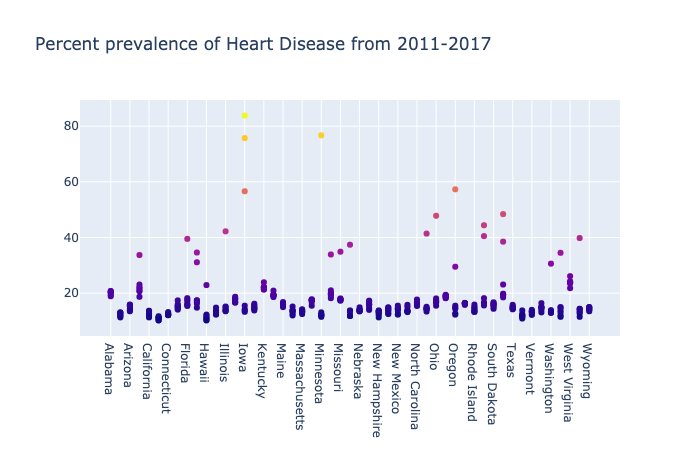 Percent prevalence of Heart Disease from 2011-2017
80
60
40
20
Alabama
Arizona
California
Connecticut
Florida
Hawaii
Illinois
Iowa
Kentucky
Maine
Massachusetts
Minnesota
Missouri
Nebraska
New Hampshire
New Mexico
North Carolina
Ohio
Oregon
Rhode Island
South Dakota
Texas
Vermont
Washington
West Virginia
Wyoming